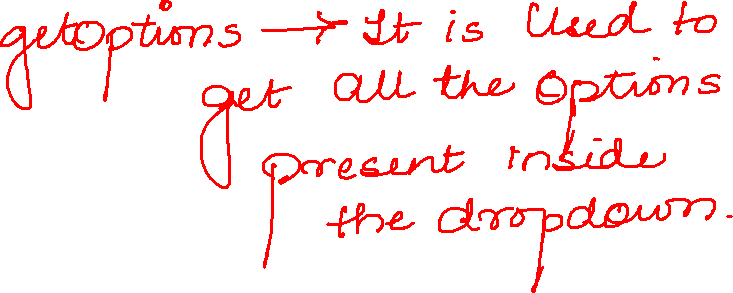 getoptions → It is Used to
get all the options
present inside
the dropdown.